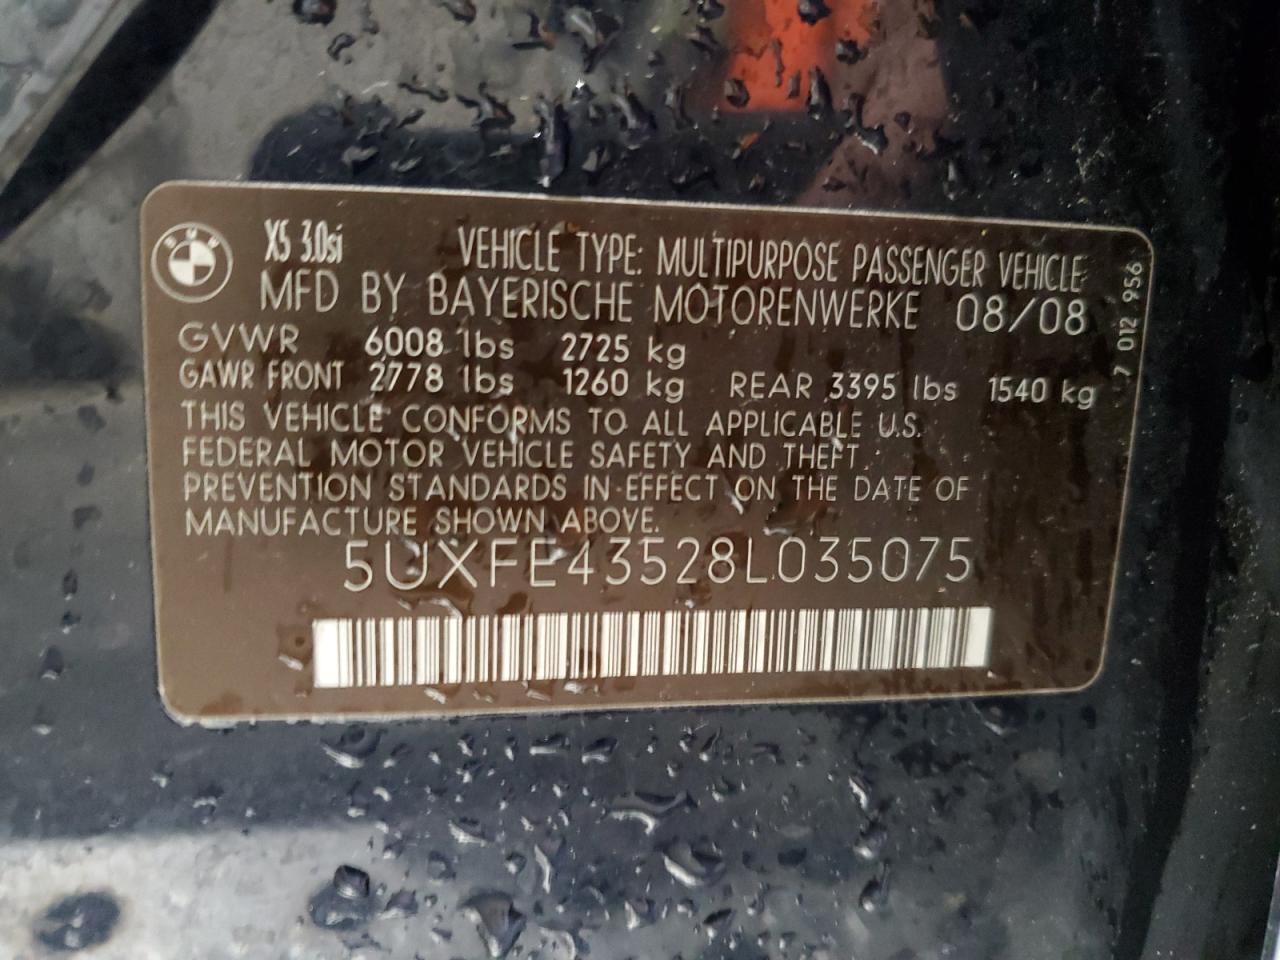 BMW X5 3.0si VEHICLE TYPE: MULTIPURPOSE PASSENGER VEHICLE
MFD BY BAYERISCHE MOTORENWERKE 08/08
GVWR 6008 lbs 2725 kg
GAWR FRONT 2778 lbs 1260 kg REAR 3395 lbs 1540 kg
THIS VEHICLE CONFORMS TO ALL APPLICABLE U.S.
FEDERAL MOTOR VEHICLE SAFETY AND THEFT
PREVENTION STANDARDS IN EFFECT ON THE DATE OF
MANUFACTURE SHOWN ABOVE.
5UXFE43528L035075
7 012 956